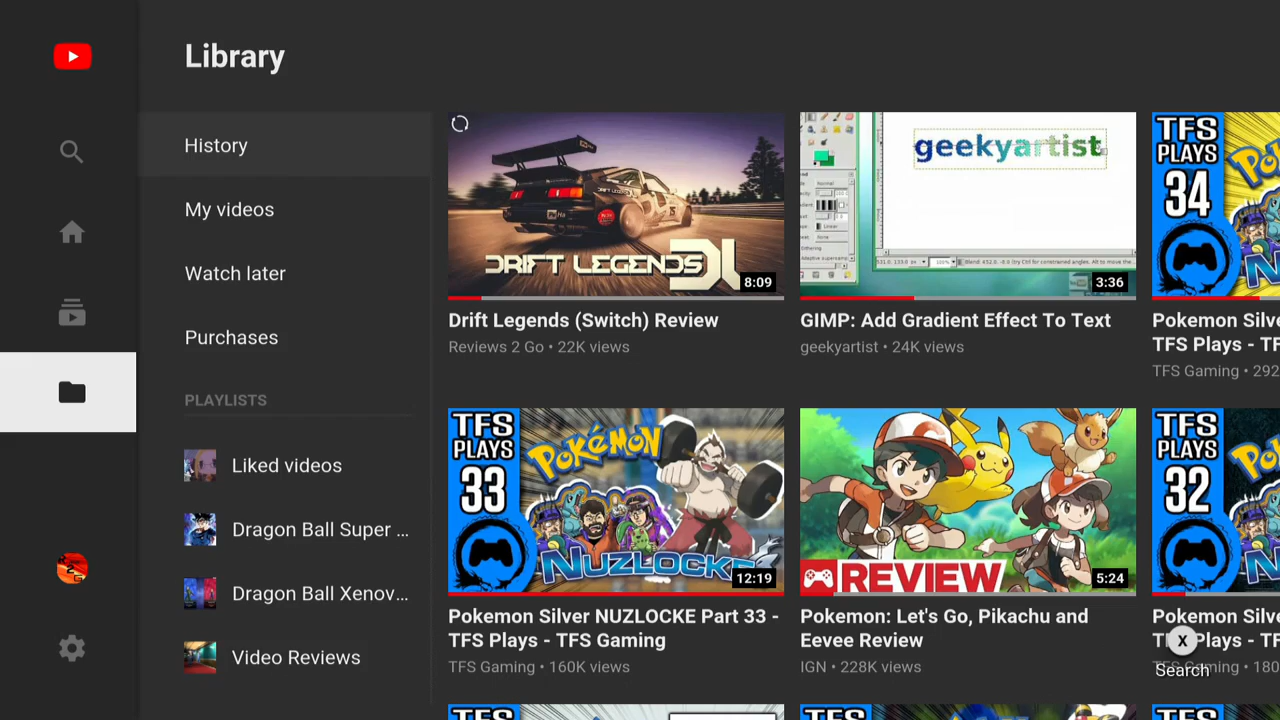 Library
History
My videos
Watch later
Purchases
PLAYLISTS
Liked videos
Dragon Ball Super ...
Dragon Ball Xenov...
Video Reviews
DRIFT LEGENDS
DL
8:09
Drift Legends (Switch) Review
Reviews 2 Go • 22K views
geekyartist
3:36
GIMP: Add Gradient Effect To Text
geekyartist • 24K views
TFS
PLAYS
34
Pokemon Silve
TFS Plays - TF
TFS Gaming • 292
TFS
PLAYS
33
POKéMON
NUZLOCKE
12:19
Pokemon Silver NUZLOCKE Part 33 -
TFS Plays - TFS Gaming
TFS Gaming • 160K views
REVIEW
5:24
Pokemon: Let's Go, Pikachu and
Eevee Review
IGN • 228K views
TFS
PLAYS
32
Pokemon Silve
TFS Plays - TF
TFS Gaming • 180
X
Search
TFS
TFS
TFS